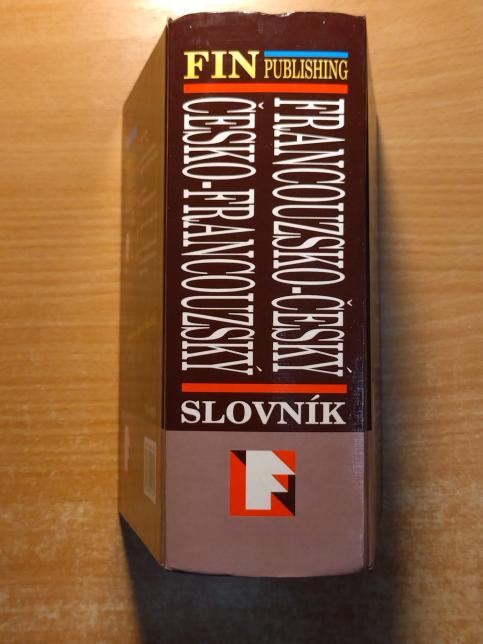 FIN PUBLISHING
FRANCOUZSKO-ČESKÝ
ČESKO-FRANCOUZSKÝ
SLOVNÍK
F